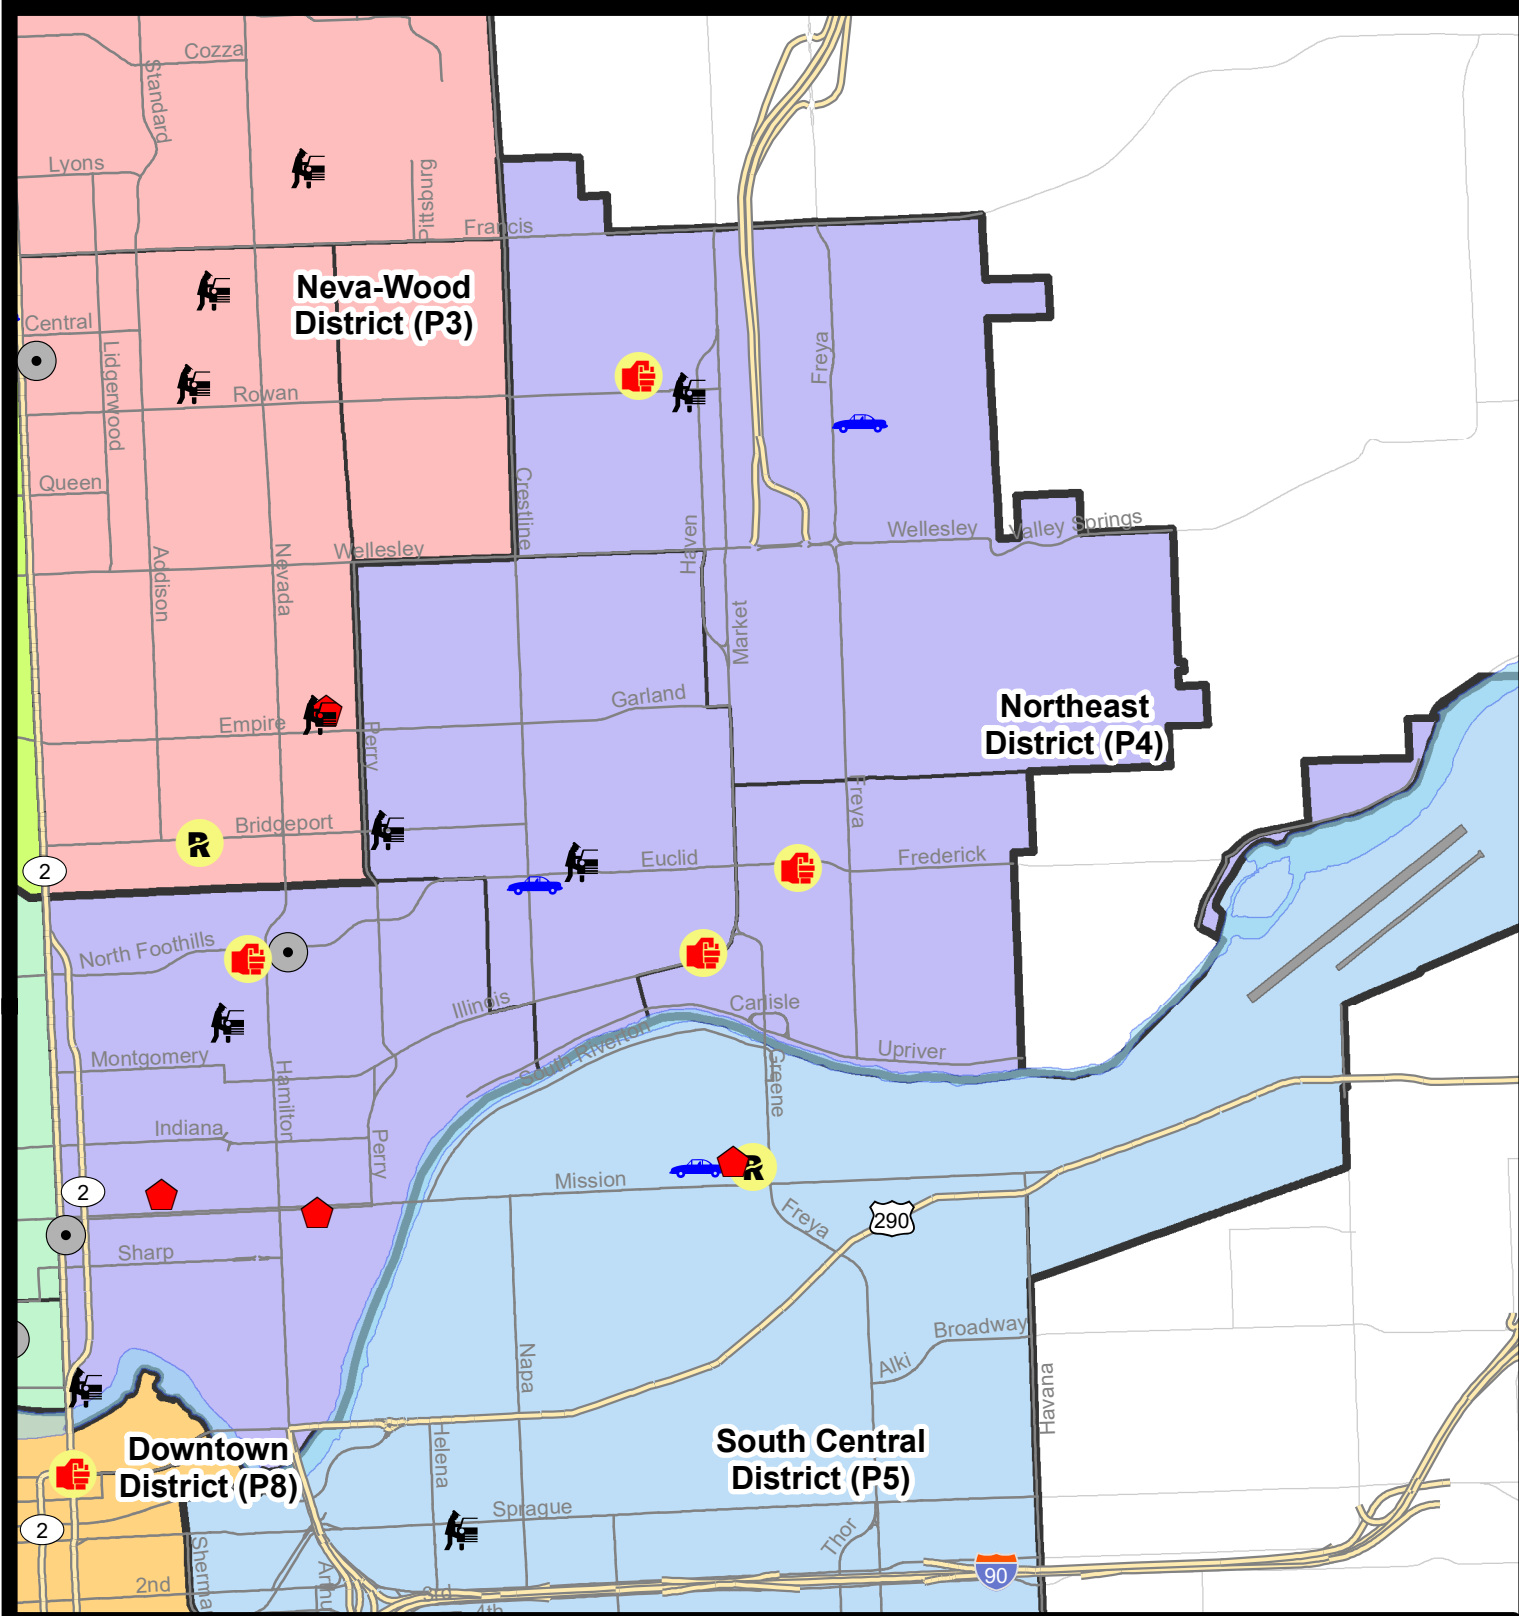 Cozza
Standard
Lyons
Pittsburg
Francis
Neva-Wood
District (P3)
Central
Lidgerwood
Freya
Rowan
Queen
Crestline
Wellesley
Valley Springs
Haven
Wellesley
Addison
Nevada
Market
Garland
Northeast
District (P4)
Empire
Perry
Freya
Bridgeport
Euclid
Frederick
2
North Foothills
Illinois
Carlisle
South Riverton
Upriver
Montgomery
Hamilton
Greene
Indiana
Perry
Mission
2
Freya
290
Sharp
Broadway
Napa
Alki
Havana
Downtown
District (P8)
Helena
South Central
District (P5)
Sprague
2
Thor
2nd
90
3rd
4th
R
R